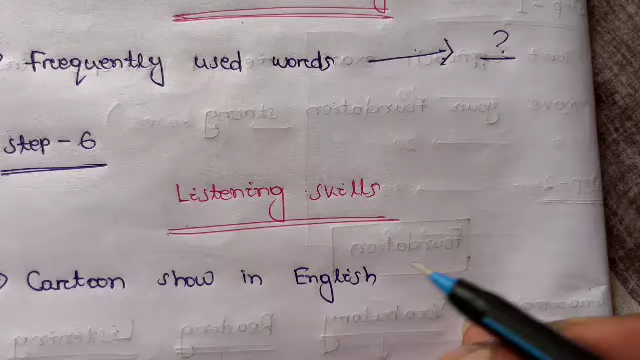 Frequently used words → ?
step - 6
Listening skills
Cartoon show in English